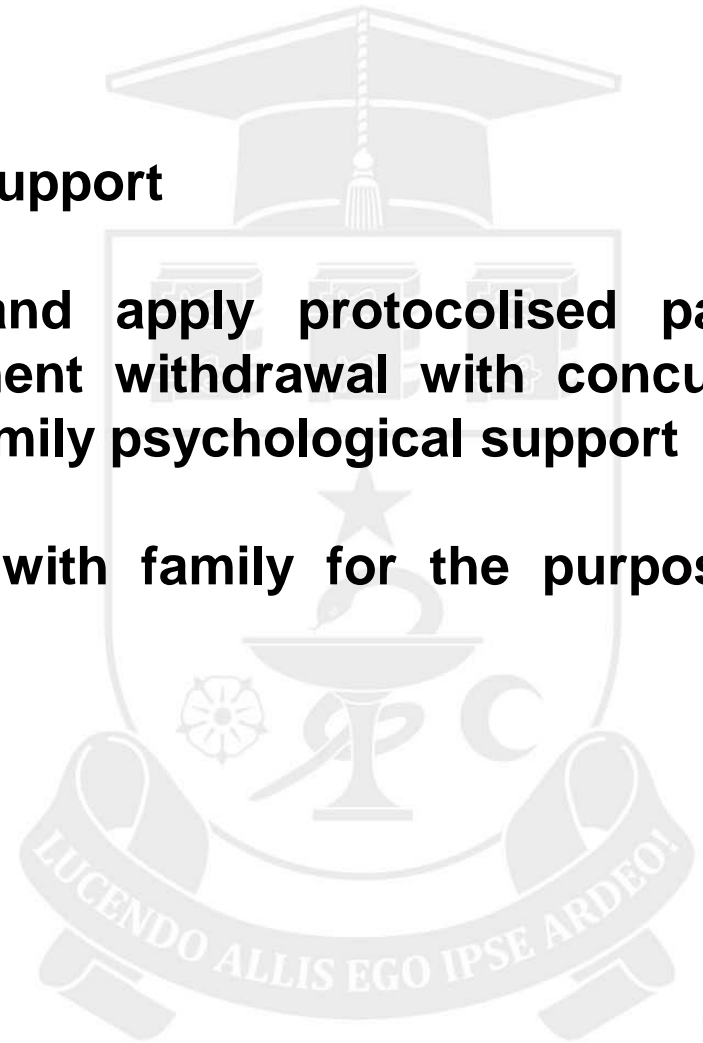 upport
and apply protocolised pa
ent withdrawal with concu
mily psychological support
with family for the purpos
LUCENDO ALLIS EGO IPSE ARDEO!